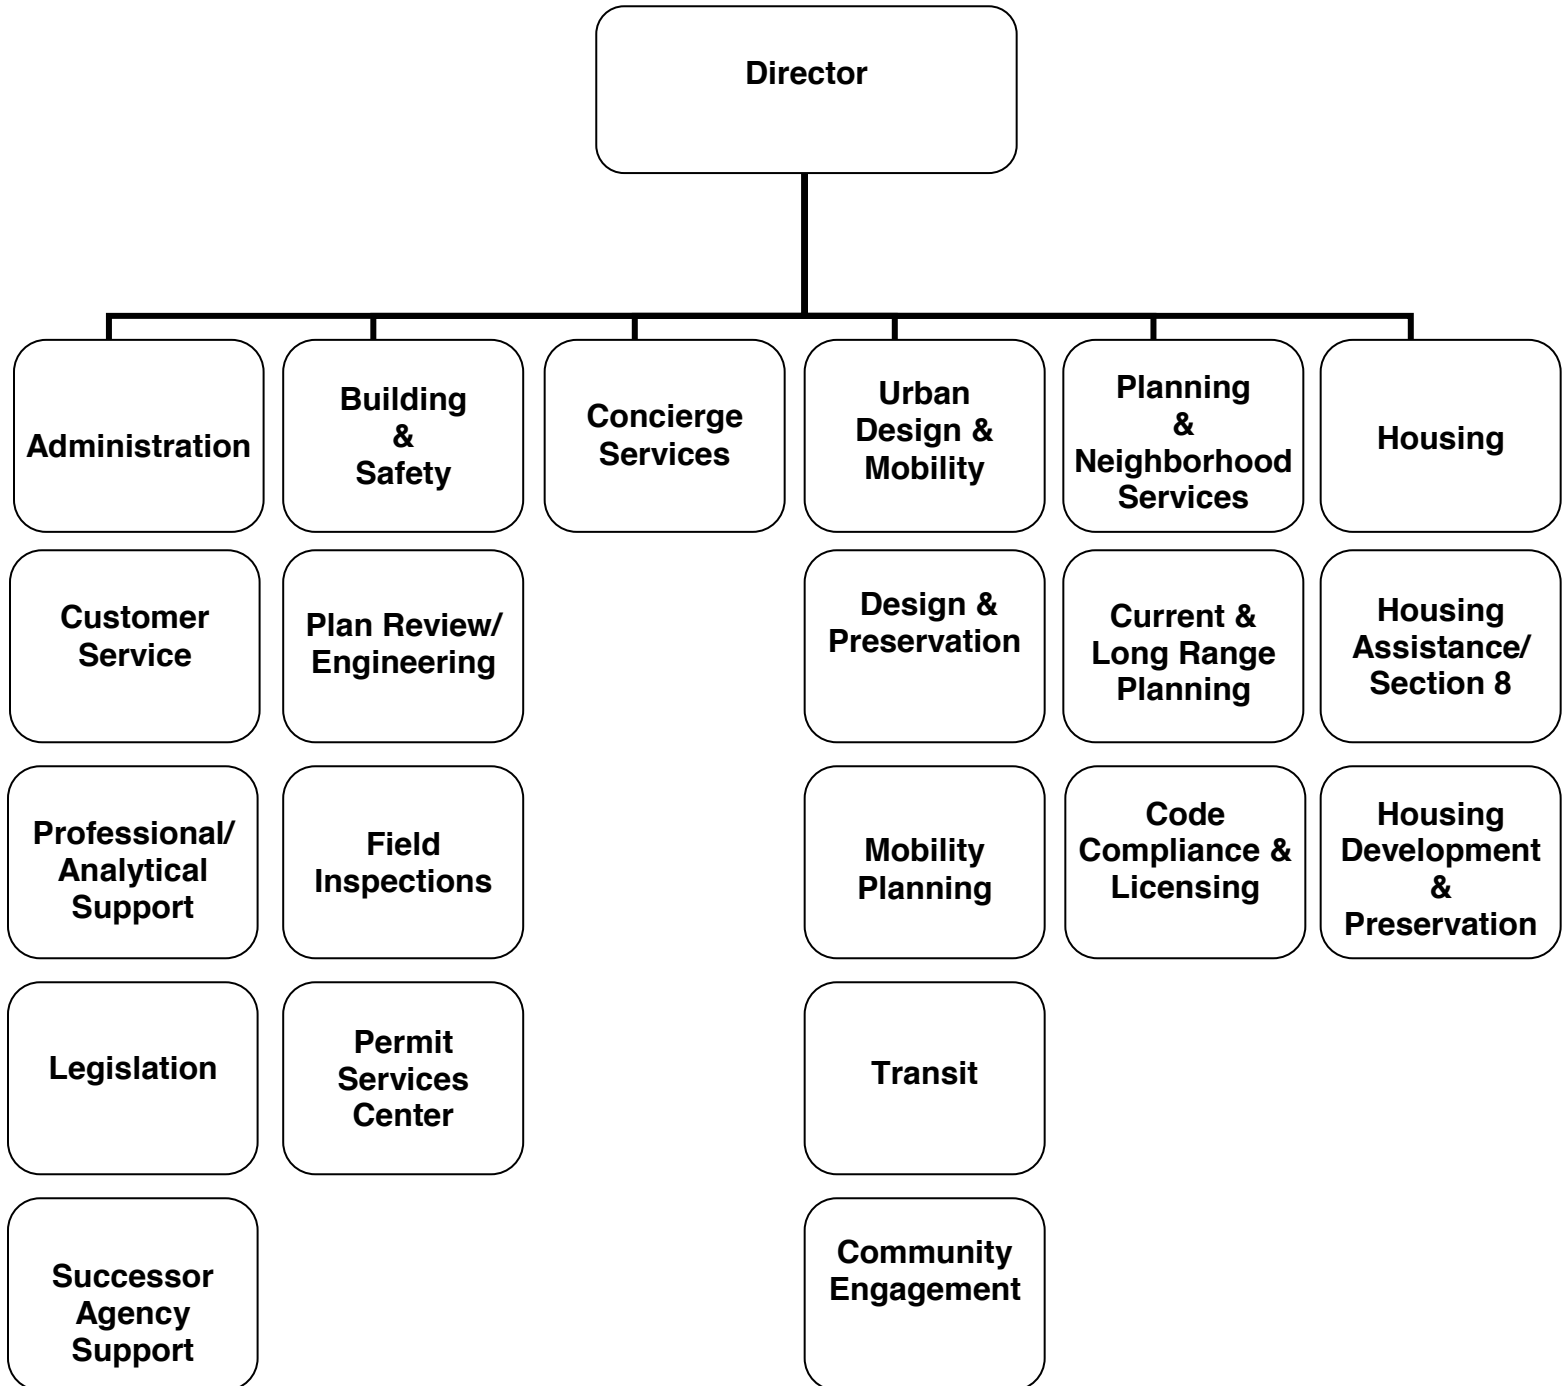 Director
Administration
Building
&
Safety
Concierge
Services
Urban
Design &
Mobility
Planning
&
Neighborhood
Services
Housing
Customer
Service
Plan Review/
Engineering
Design &
Preservation
Current &
Long Range
Planning
Housing
Assistance/
Section 8
Professional/
Analytical
Support
Field
Inspections
Mobility
Planning
Code
Compliance &
Licensing
Housing
Development
&
Preservation
Legislation
Permit
Services
Center
Transit
Successor
Agency
Support
Community
Engagement